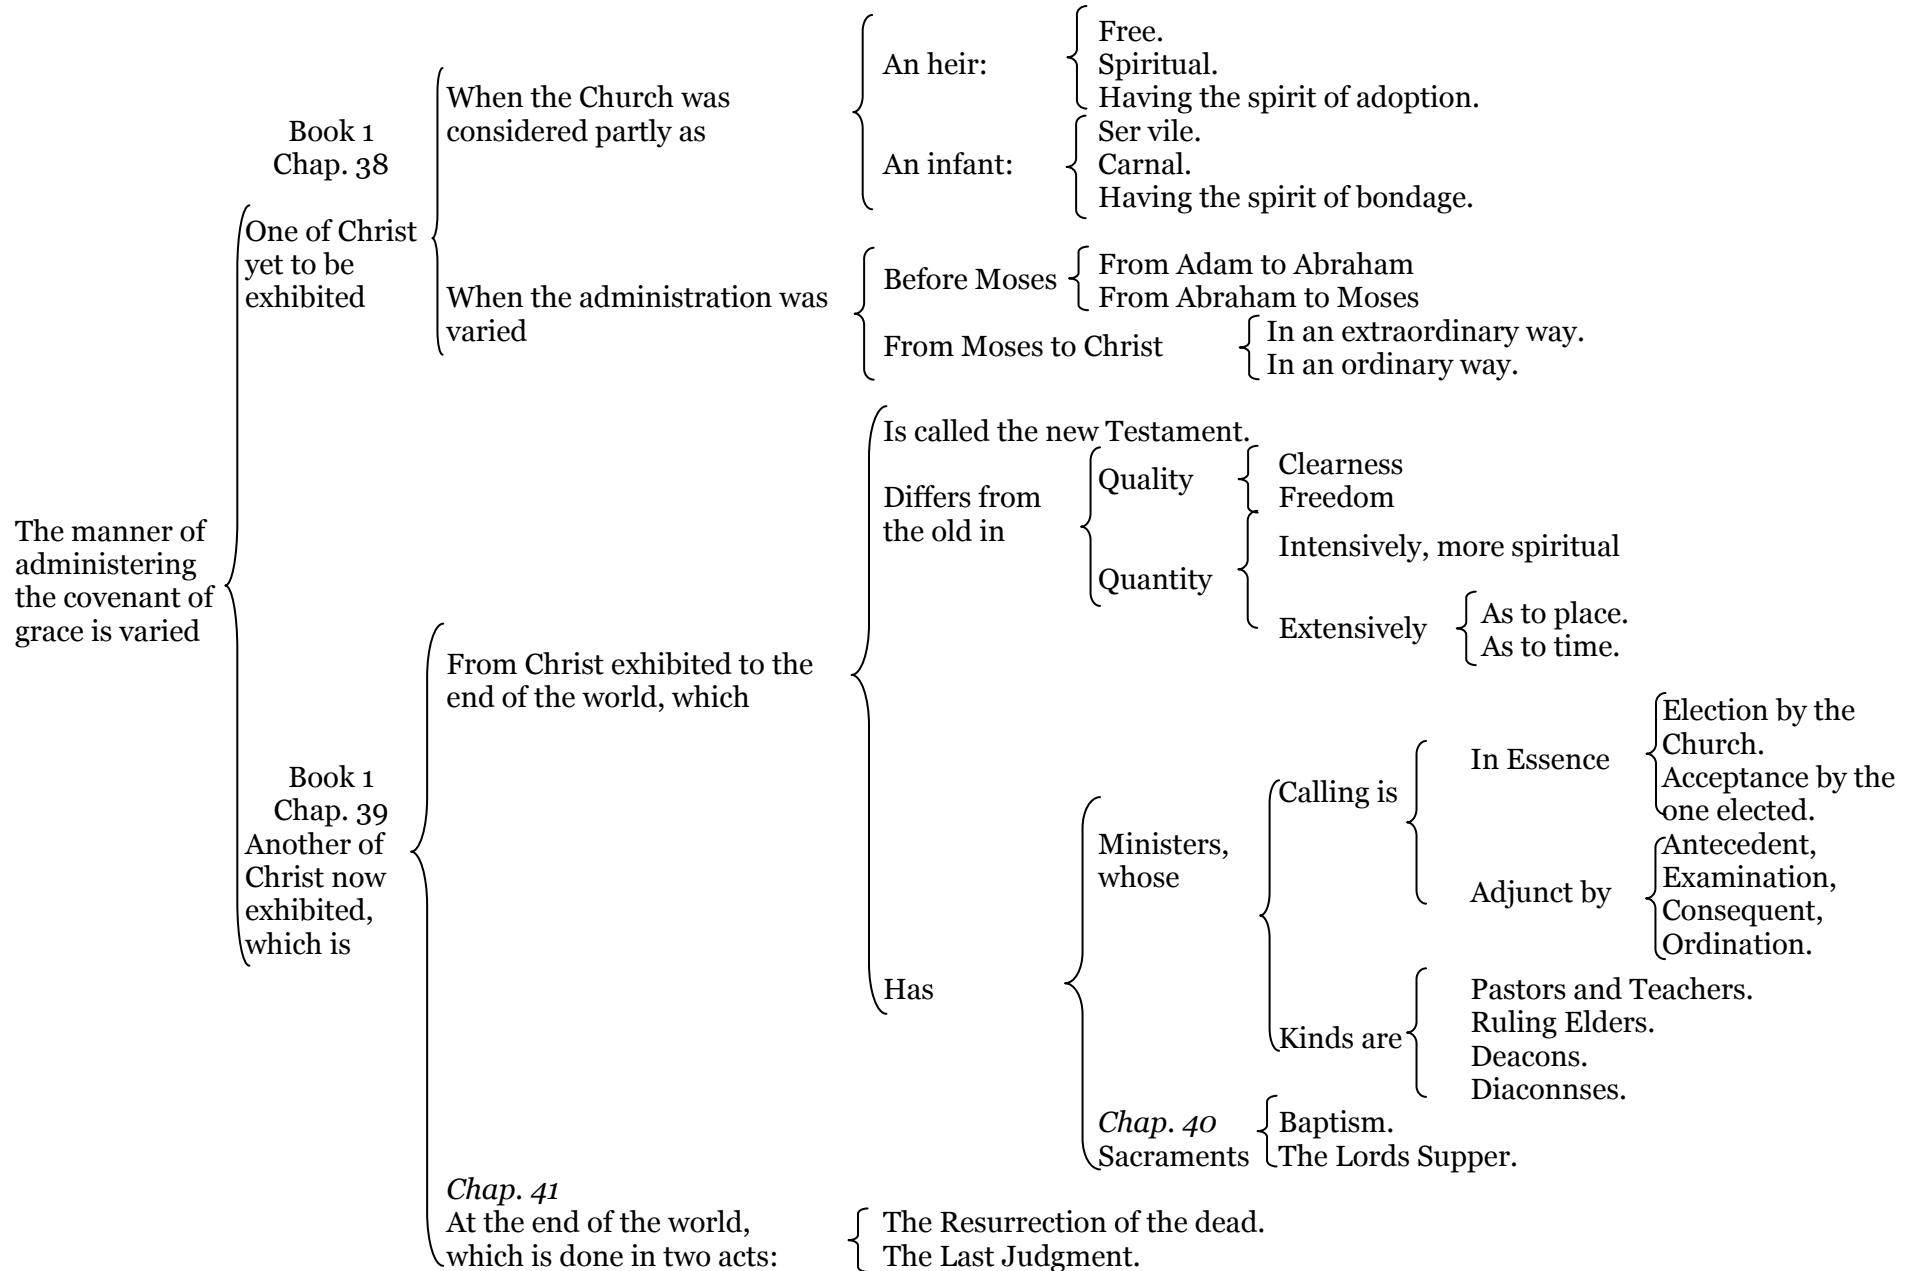 The manner of
administering
the covenant of
grace is varied
Book 1
Chap. 38
One of Christ
yet to be
exhibited
When the Church was
considered partly as
An heir:
Free.
Spiritual.
Having the spirit of adoption.
An infant:
Ser vile.
Carnal.
Having the spirit of bondage.
When the administration was
varied
Before Moses
From Adam to Abraham
From Abraham to Moses
From Moses to Christ
In an extraordinary way.
In an ordinary way.
Book 1
Chap. 39
Another of
Christ now
exhibited,
which is
From Christ exhibited to the
end of the world, which
Is called the new Testament.
Differs from
the old in
Quality
Clearness
Freedom
Quantity
Intensively, more spiritual
Extensively
As to place.
As to time.
Has
Ministers,
whose
Calling is
In Essence
Election by the
Church.
Acceptance by the
one elected.
Adjunct by
Antecedent,
Examination,
Consequent,
Ordination.
Kinds are
Pastors and Teachers.
Ruling Elders.
Deacons.
Diaconnses.
Chap. 40
Sacraments
Baptism.
The Lords Supper.
Chap. 41
At the end of the world,
which is done in two acts:
The Resurrection of the dead.
The Last Judgment.